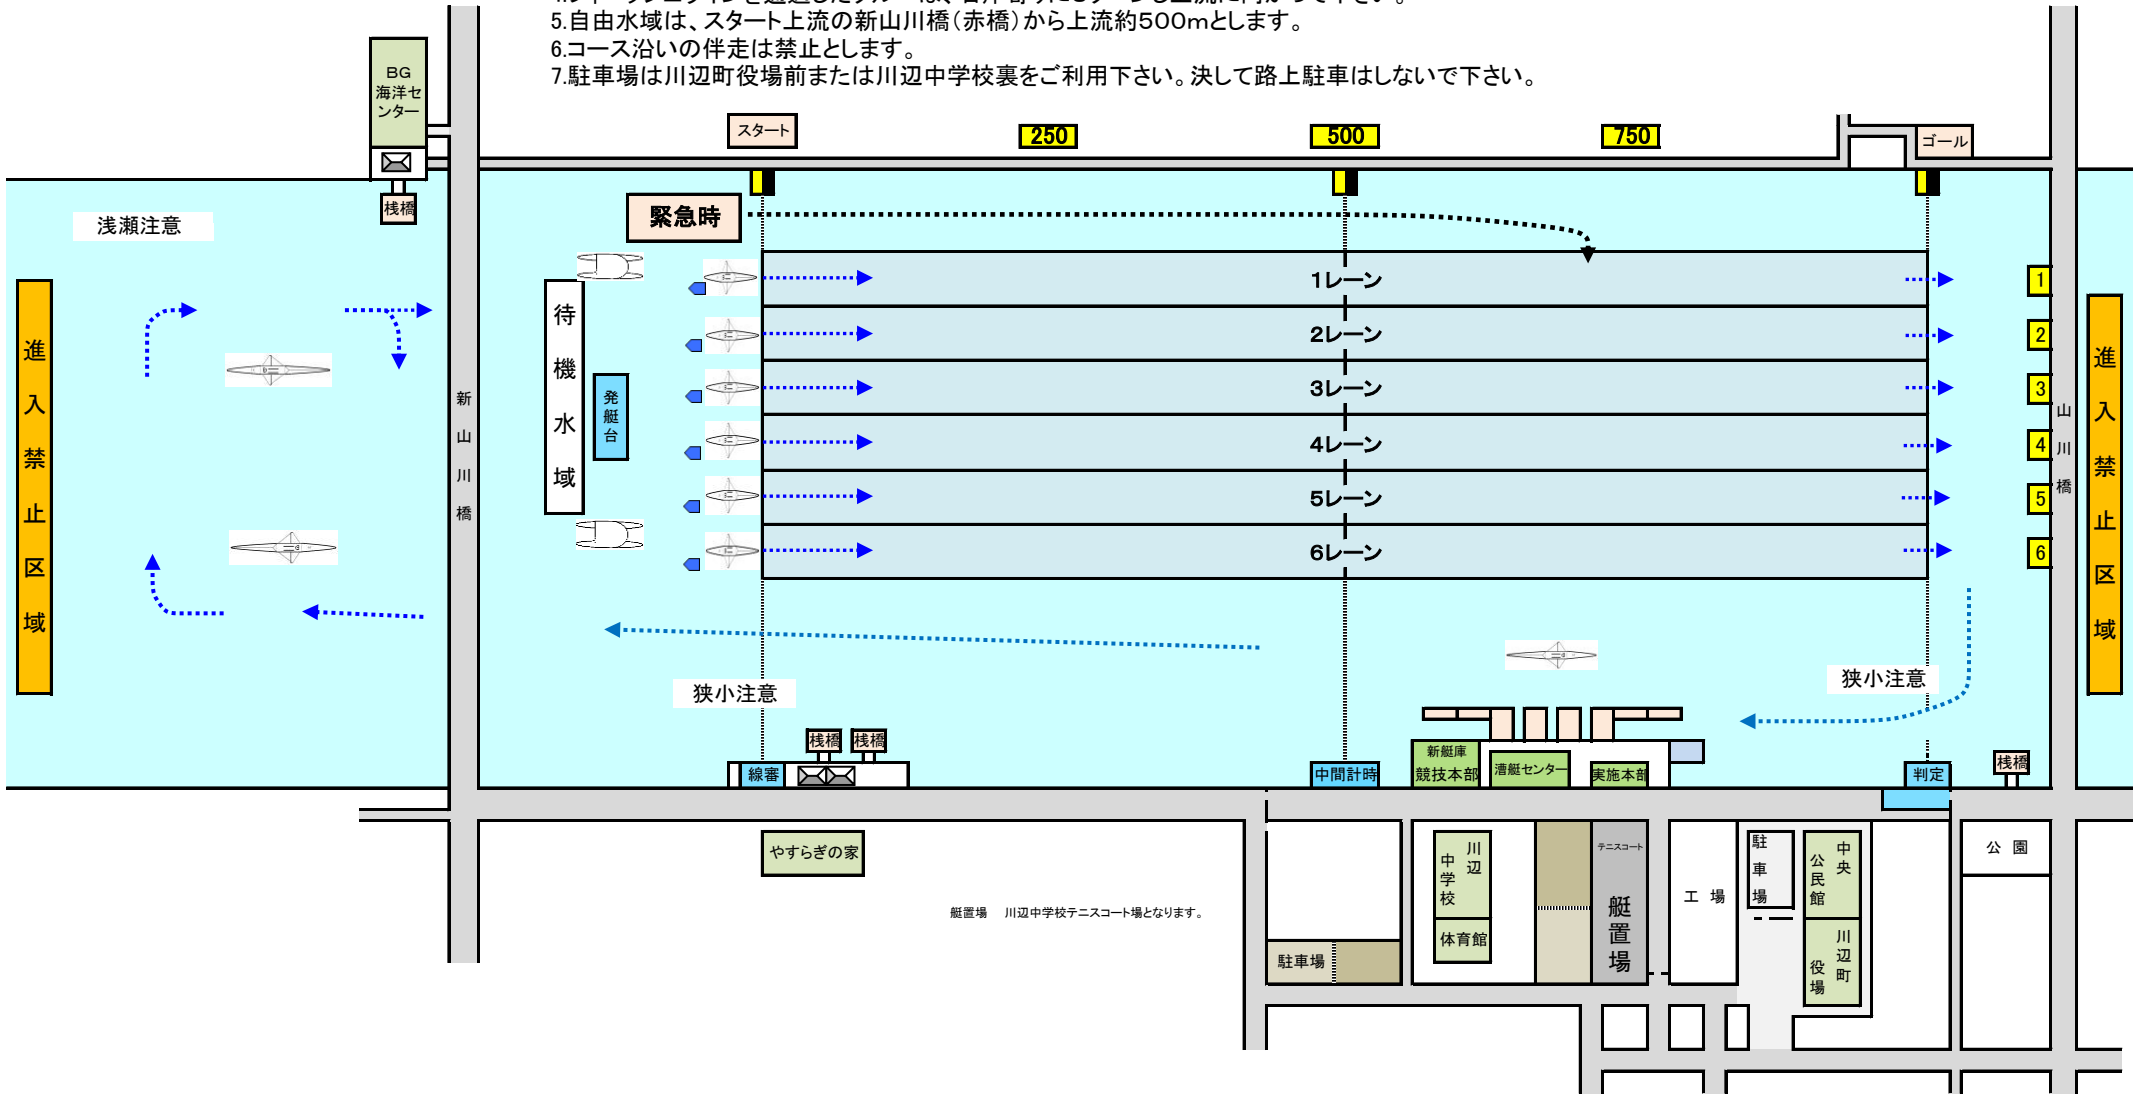 5.自由水域は、スタート上流の新山川橋（赤橋）から上流約500mとします。
6.コース沿いの伴走は禁止とします。
7.駐車場は川辺町役場前または川辺中学校裏をご利用下さい。決して路上駐車はしないで下さい。
BG
海洋セ
ンター
スタート
250
500
750
ゴール
桟橋
浅瀬注意
緊急時
進入禁止区域
新山川橋
待機水域
発艇台
1レーン
2レーン
3レーン
4レーン
5レーン
6レーン
1
2
3
4
5
6
山川橋
進入禁止区域
狭小注意
狭小注意
桟橋
桟橋
線審
中間計時
新艇庫
競技本部
漕艇センター
実施本部
判定
桟橋
やすらぎの家
艇置場　川辺中学校テニスコート場となります。
駐車場
川辺
中学校
体育館
テニスコート
艇置場
工場
駐車場
中央
公民館
川辺町
役場
公園